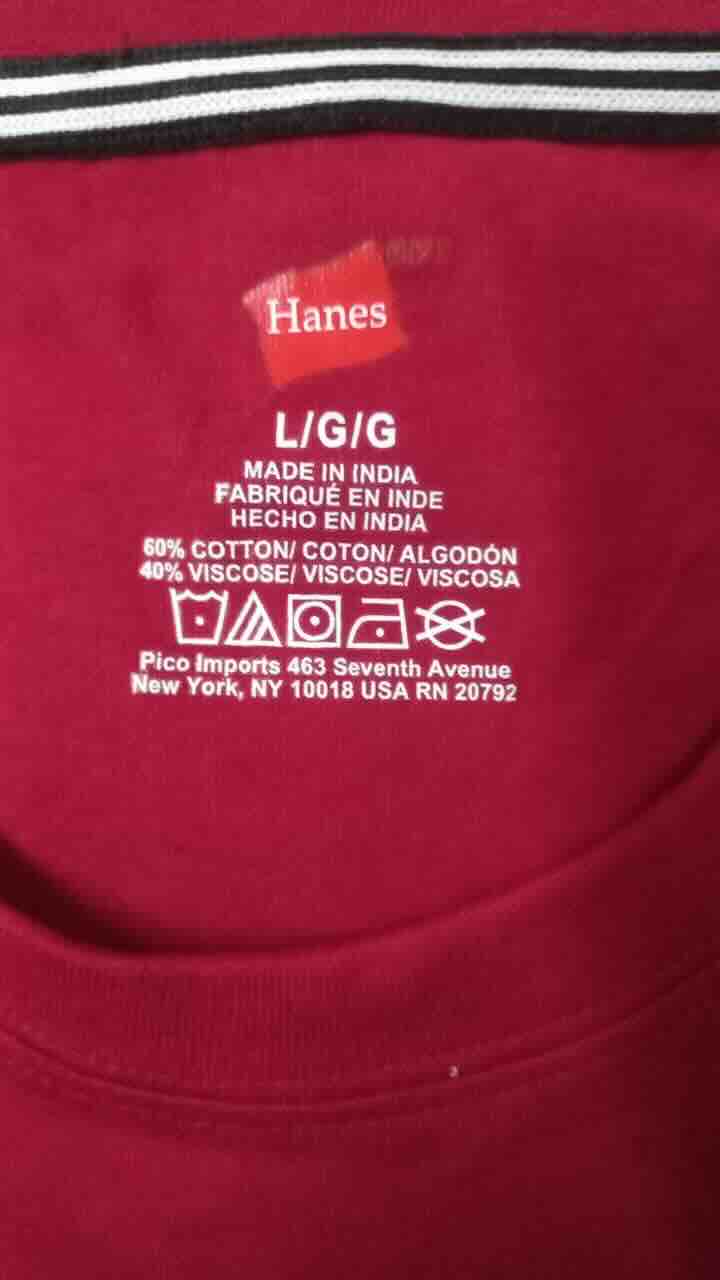 Hanes
L/G/G
MADE IN INDIA
FABRIQUÉ EN INDE
HECHO EN INDIA
60% COTTON/ COTON/ ALGODÓN
40% VISCOSE/ VISCOSE/ VISCOSA
Pico Imports 463 Seventh Avenue
New York, NY 10018 USA RN 20792